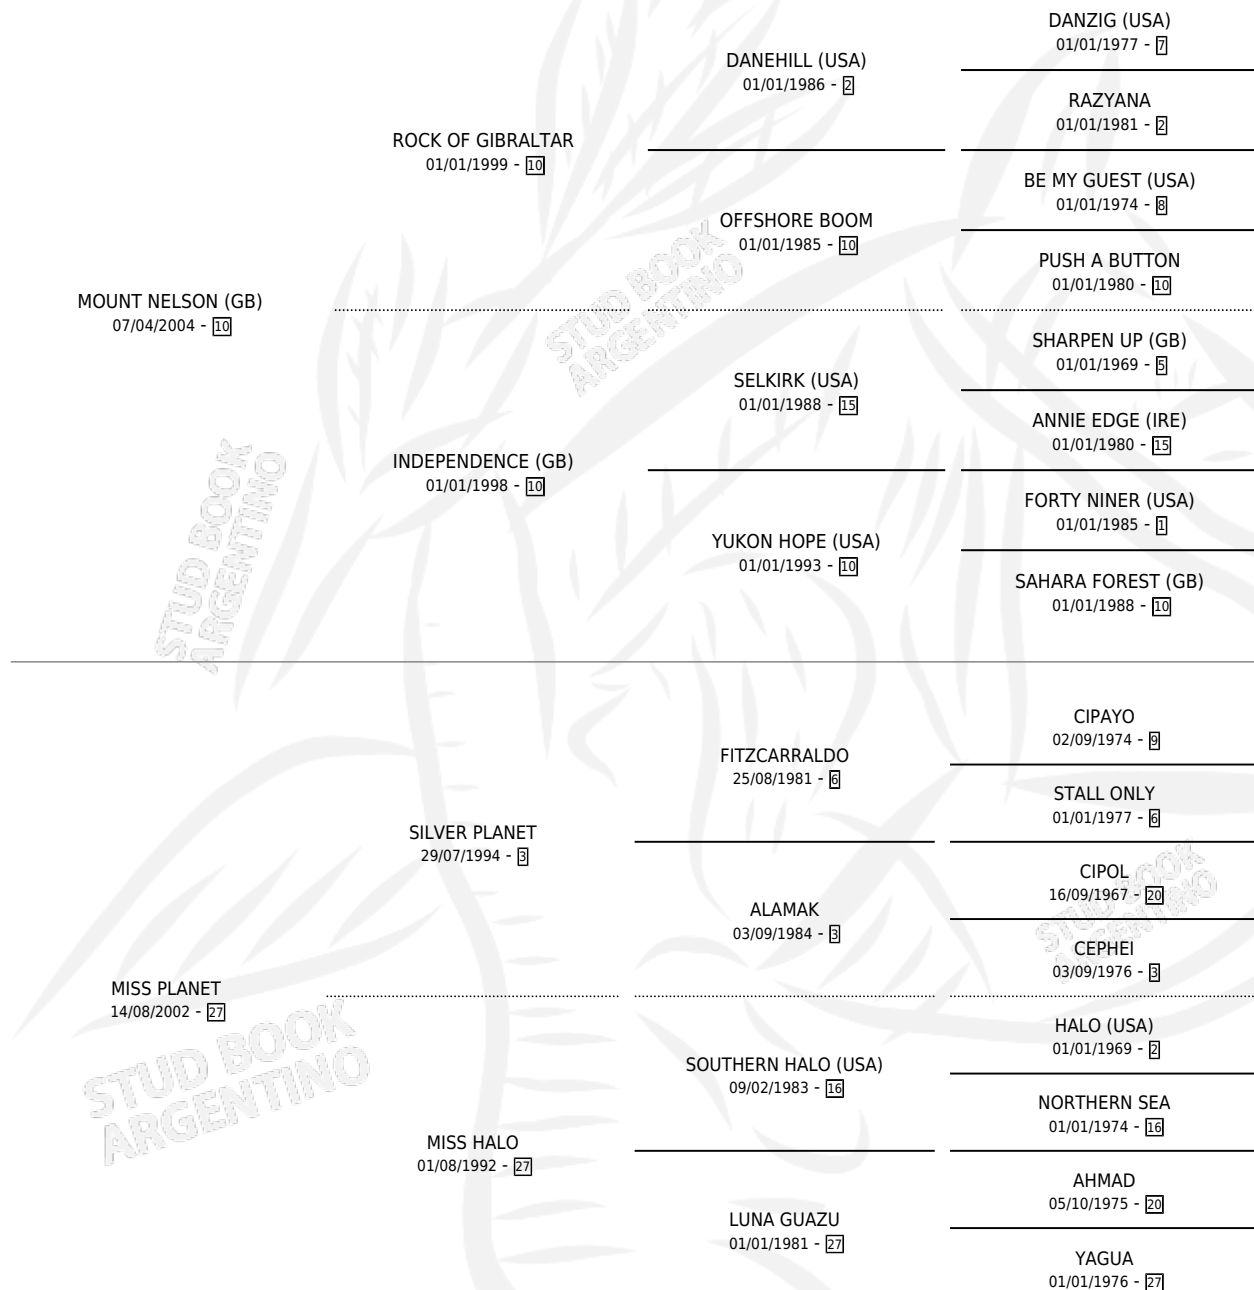 DANZIG (USA)
01/01/1977 - 7
DANEHILL (USA)
01/01/1986 - 2
RAZYANA
01/01/1981 - 2
ROCK OF GIBRALTAR
01/01/1999 - 10
BE MY GUEST (USA)
01/01/1974 - 8
OFFSHORE BOOM
01/01/1985 - 10
PUSH A BUTTON
01/01/1980 - 10
MOUNT NELSON (GB)
07/04/2004 - 10
STUD BOOK
ARGENTINO
SHARPEN UP (GB)
01/01/1969 - 5
SELKIRK (USA)
01/01/1988 - 15
ANNIE EDGE (IRE)
01/01/1980 - 15
INDEPENDENCE (GB)
01/01/1998 - 10
FORTY NINER (USA)
01/01/1985 - 1
YUKON HOPE (USA)
01/01/1993 - 10
SAHARA FOREST (GB)
01/01/1988 - 10
STUD BOOK
ARGENTINO
CIPAYO
02/09/1974 - 9
FITZCARRALDO
25/08/1981 - 6
STALL ONLY
01/01/1977 - 6
SILVER PLANET
29/07/1994 - 3
CIPOL
16/09/1967 - 20
ALAMAK
03/09/1984 - 3
STUD BOOK
ARGENTINO
CEPHEI
03/09/1976 - 3
MISS PLANET
14/08/2002 - 27
HALO (USA)
01/01/1969 - 2
SOUTHERN HALO (USA)
09/02/1983 - 16
STUD BOOK
ARGENTINO
NORTHERN SEA
01/01/1974 - 16
MISS HALO
01/08/1992 - 27
AHMAD
05/10/1975 - 20
LUNA GUAZU
01/01/1981 - 27
YAGUA
01/01/1976 - 27